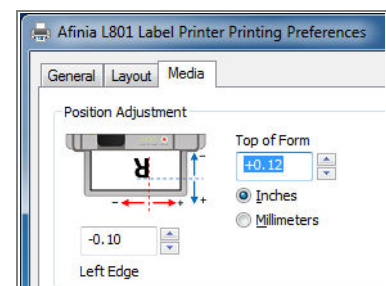 Afinia L801 Label Printer Printing Preferences
General Layout Media
Position Adjustment
Top of Form
R
+0.12
- +
- +
Inches
Millimeters
-0.10
Left Edge